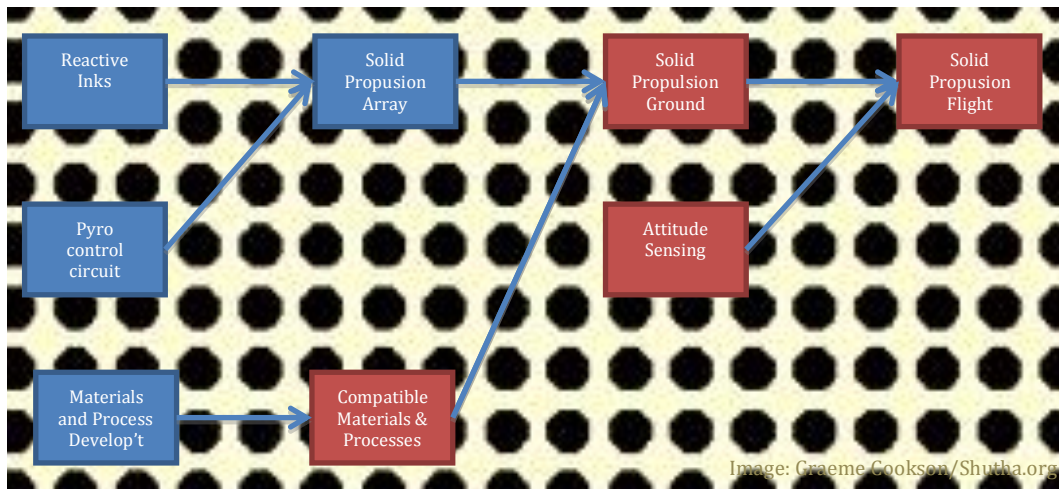 Reactive
Inks
Solid
Propusion
Array
Solid
Propulsion
Ground
Solid
Propusion
Flight
Pyro
control
circuit
Attitude
Sensing
Materials
and Process
Develop’t
Compatible
Materials &
Processes
Image: Graeme Cookson/Shutha.org